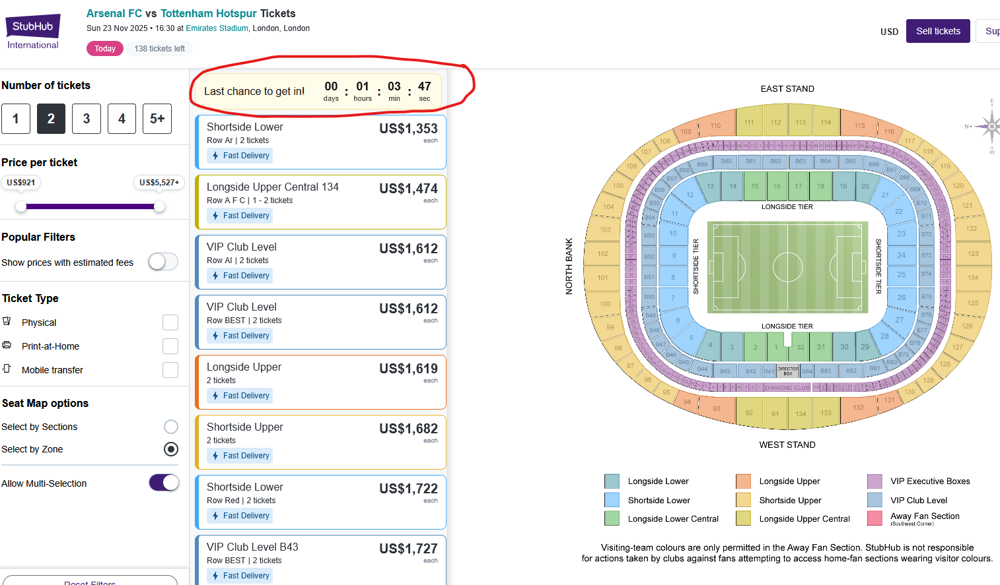 StubHub
International
Arsenal FC vs Tottenham Hotspur Tickets
Sun 23 Nov 2025 • 16:30 at Emirates Stadium, London, London
Today
138 tickets left
USD
Sell tickets
Sup
Number of tickets
1
2
3
4
5+
Price per ticket
US$921
US$5,527+
Popular Filters
Show prices with estimated fees
Ticket Type
Physical
Print-at-Home
Mobile transfer
Seat Map options
Select by Sections
Select by Zone
Allow Multi-Selection
Reset Filters
Last chance to get in!
00 : 01 : 03 : 47
days hours min sec
Shortside Lower
US$1,353
Row Ar | 2 tickets
each
Fast Delivery
Longside Upper Central 134
US$1,474
Row A F C | 1 - 2 tickets
each
Fast Delivery
VIP Club Level
US$1,612
Row Al | 2 tickets
each
Fast Delivery
VIP Club Level
US$1,612
Row BEST | 2 tickets
each
Fast Delivery
Longside Upper
US$1,619
2 tickets
each
Fast Delivery
Shortside Upper
US$1,682
2 tickets
each
Fast Delivery
Shortside Lower
US$1,722
Row Red | 2 tickets
each
Fast Delivery
VIP Club Level B43
US$1,727
Row BEST | 2 tickets
each
Fast Delivery
EAST STAND
E
N
W
109 110 111 112 113 114 115 116
108 117
107 118
106 119
105 120
104 121
103 122
102 123
101 124
100 125
99 126
98 127
97 128
96 129
95 130
94 93 92 91 134 133 132 131
B59 B60 B61 B62 B63 B64 B65 B66
B58 B67
B57 B68
B56 B69
B55 B70
B54 B71
B53 B72
B52 B73
B51 B74
B50 B75
B49 B76
B48 B77
B47 B78
B46 B79
B45 B80
B44 B43 B42 B41 DIRECTOR BOX B84 B83 B82 B81
DIAMOND CLUB
12 13 14 15 16 17 18 19 20 21
11 22
10 23
9 24
8 25
7 26
6 27
5 4 3 2 1 32 31 30 29 28
LONGSIDE TIER
NORTH BANK
SHORTSIDE TIER
SHORTSIDE TIER
LONGSIDE TIER
WEST STAND
Longside Lower
Longside Upper
VIP Executive Boxes
Shortside Lower
Shortside Upper
VIP Club Level
Longside Lower Central
Longside Upper Central
Away Fan Section
(Southeast Corner)
Visiting-team colours are only permitted in the Away Fan Section. StubHub is not responsible
for actions taken by clubs against fans attempting to access home-fan sections wearing visitor colours.